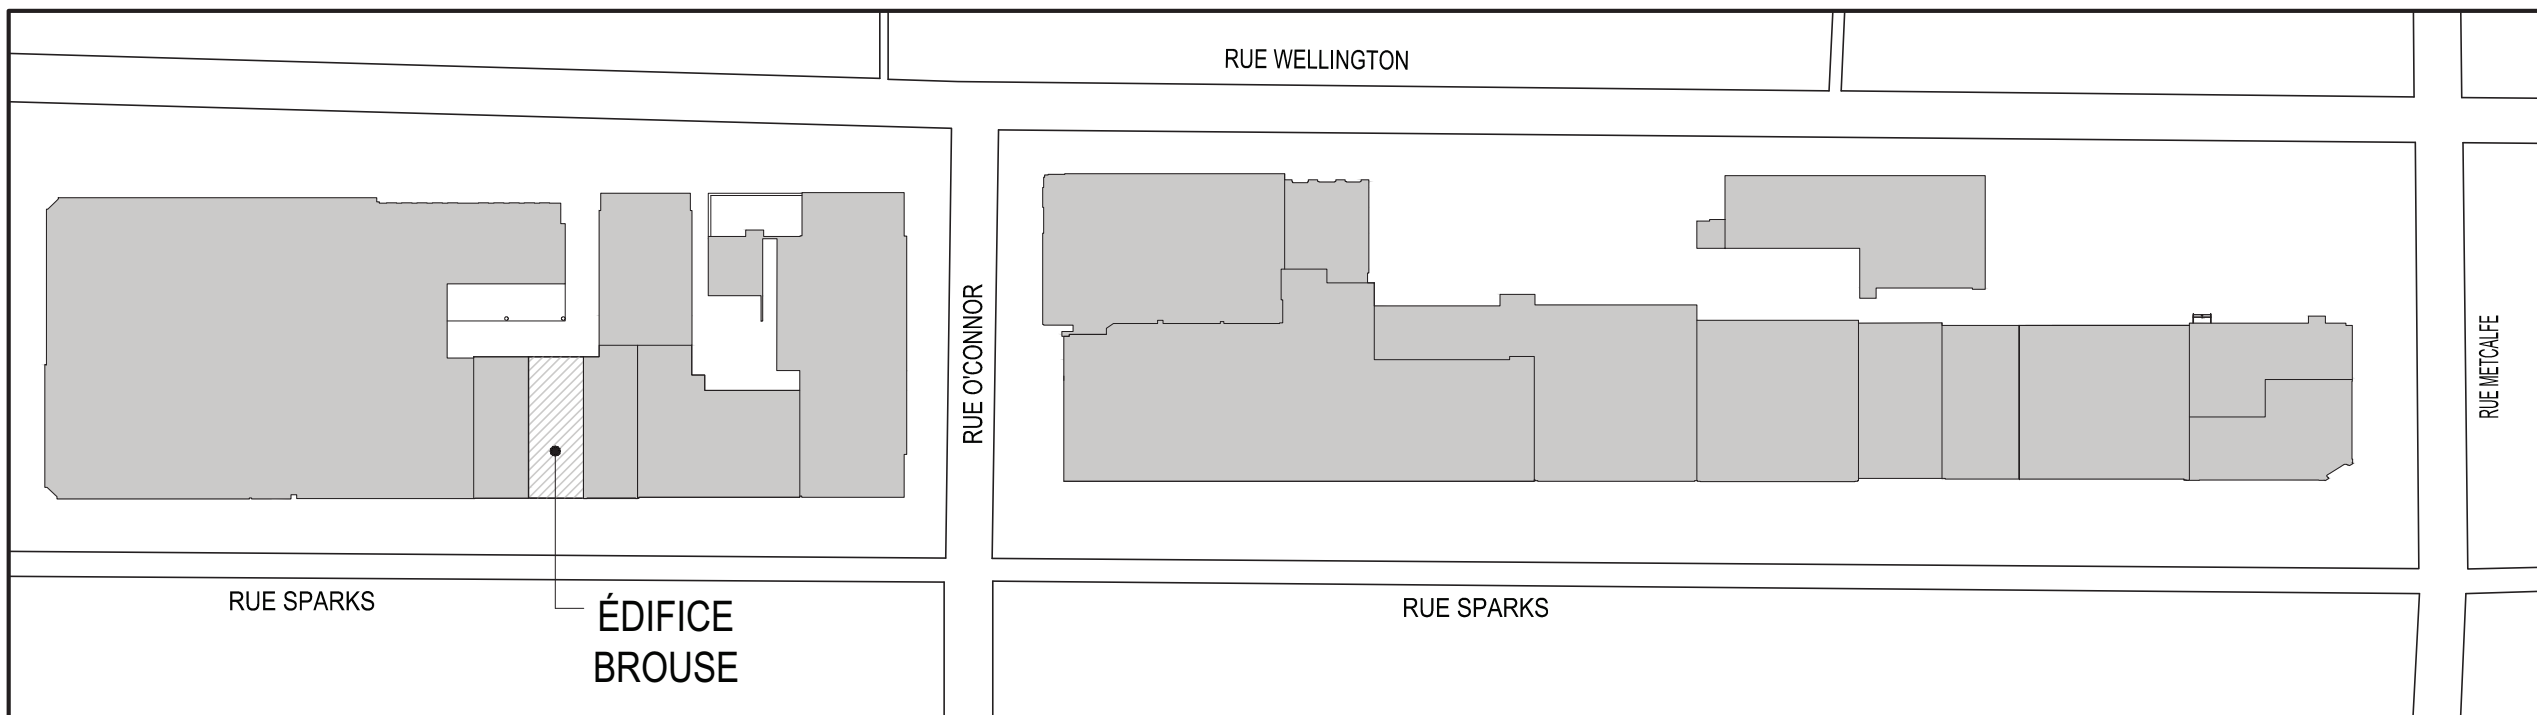 RUE WELLINGTON
RUE O'CONNOR
RUE METCALFE
RUE SPARKS
ÉDIFICE
BROUSE
RUE SPARKS